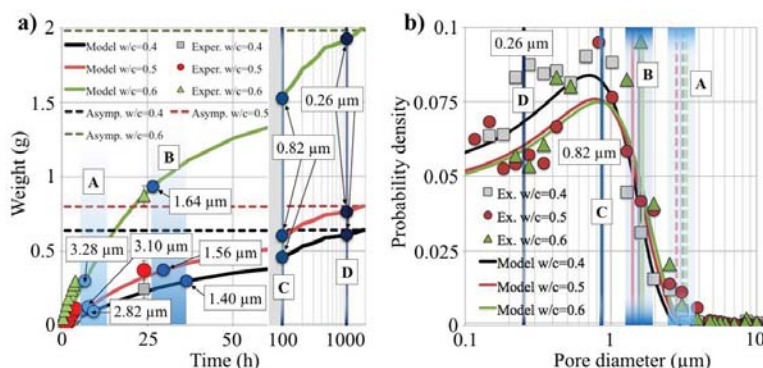 a)
Weight (g)
2
1.5
1
0.5
0
Model w/c=0.4
Exper. w/c=0.4
Model w/c=0.5
Exper. w/c=0.5
Model w/c=0.6
Exper. w/c=0.6
Asymp. w/c=0.4
Asymp. w/c=0.5
Asymp. w/c=0.6
0.26 µm
0.82 µm
A
B
1.64 µm
3.28 µm
3.10 µm
1.56 µm
2.82 µm
1.40 µm
C
D
0
25
50
100
1000
Time (h)
b)
Probability density
0.1
0.075
0.05
0.025
0
0.26 µm
D
B
A
0.82 µm
C
Ex. w/c=0.4
Ex. w/c=0.5
Ex. w/c=0.6
Model w/c=0.4
Model w/c=0.5
Model w/c=0.6
0.1
1
10
Pore diameter (µm)